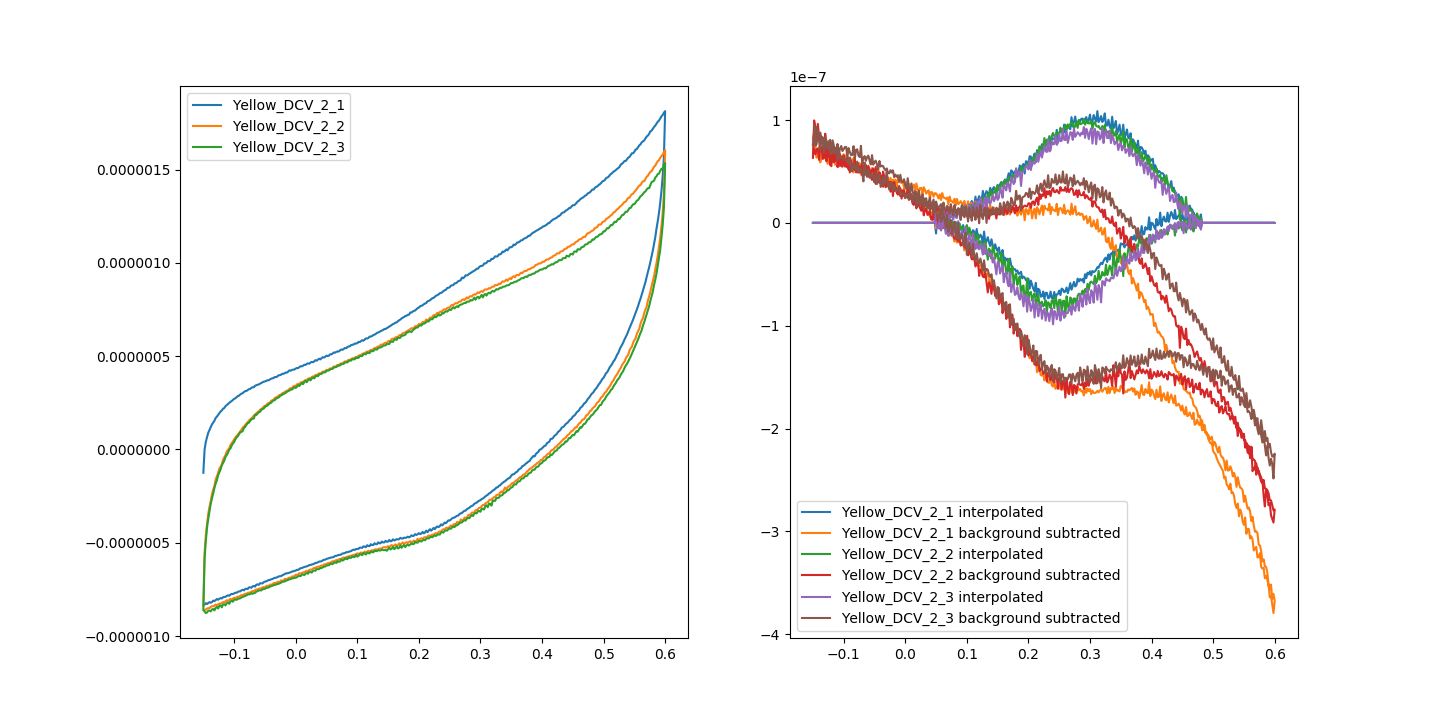 Yellow_DCV_2_1
Yellow_DCV_2_2
Yellow_DCV_2_3
0.0000015
0.0000010
0.0000005
0.0000000
−0.0000005
−0.0000010
−0.1
0.0
0.1
0.2
0.3
0.4
0.5
0.6
1e−7
1
0
−1
−2
−3
−4
Yellow_DCV_2_1 interpolated
Yellow_DCV_2_1 background subtracted
Yellow_DCV_2_2 interpolated
Yellow_DCV_2_2 background subtracted
Yellow_DCV_2_3 interpolated
Yellow_DCV_2_3 background subtracted
−0.1
0.0
0.1
0.2
0.3
0.4
0.5
0.6